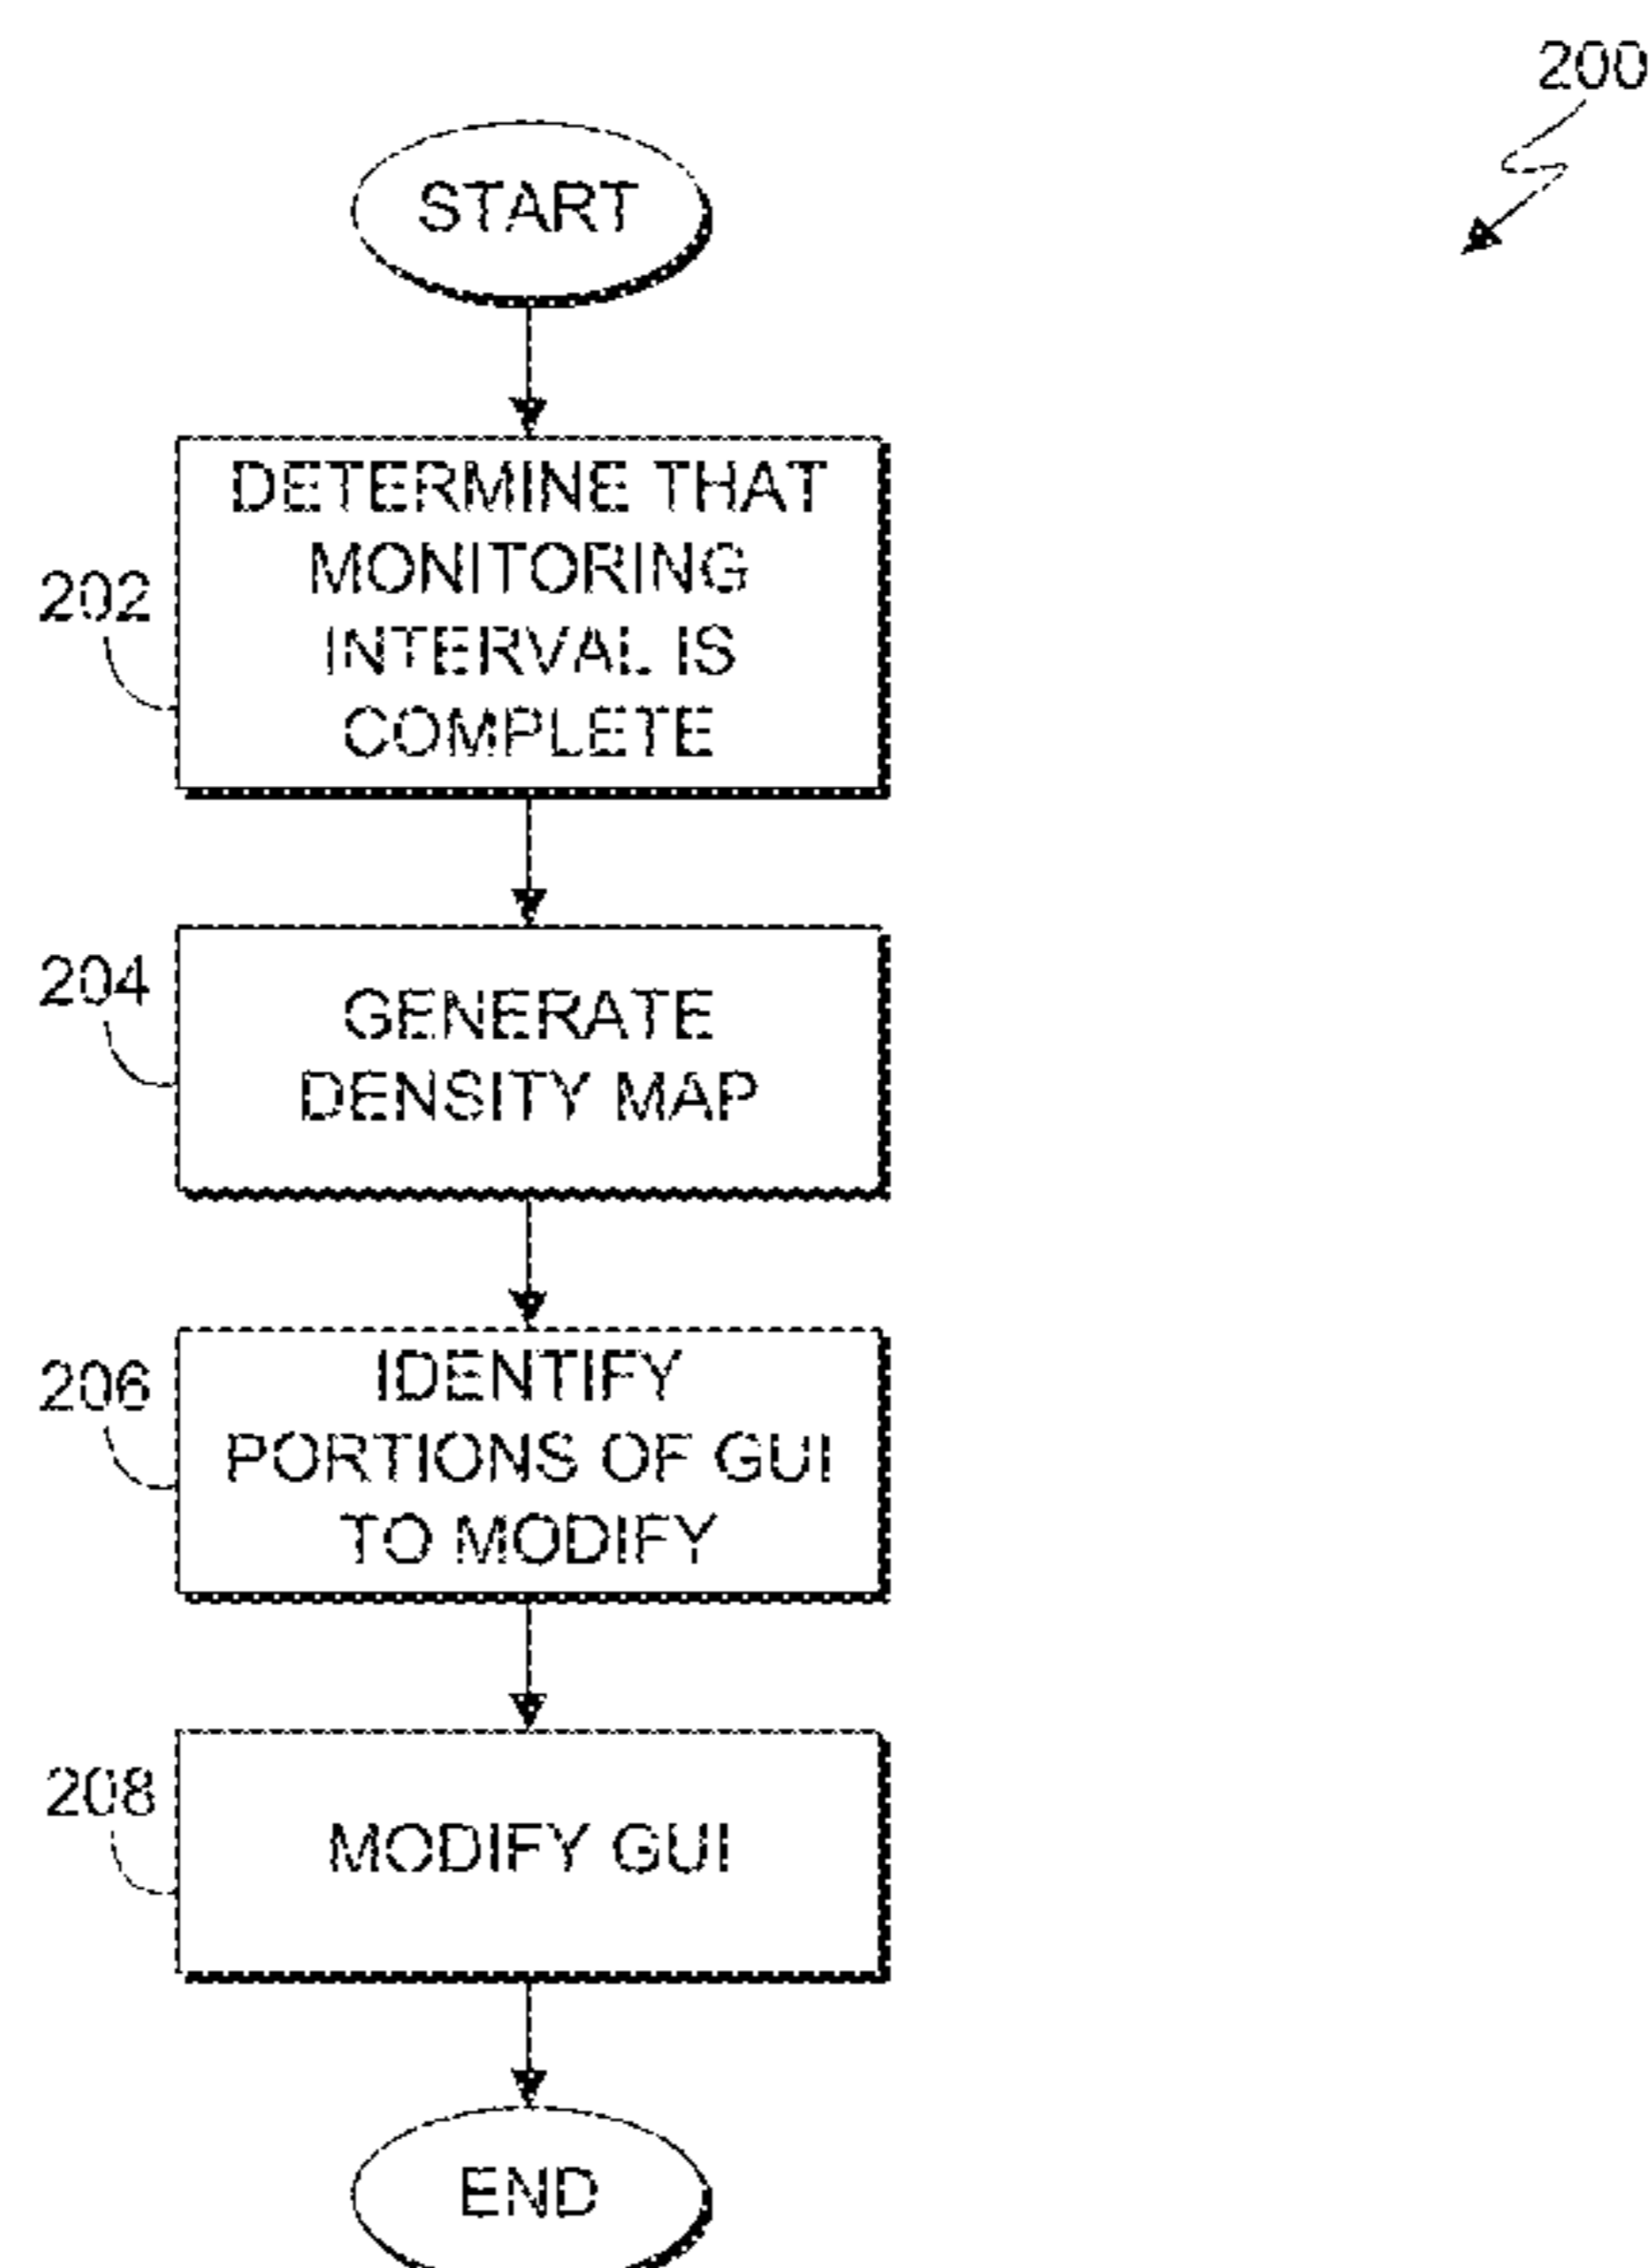 200
START
DETERMINE THAT
MONITORING
INTERVAL IS
COMPLETE
202
GENERATE
DENSITY MAP
204
IDENTIFY
PORTIONS OF GUI
TO MODIFY
206
MODIFY GUI
208
END